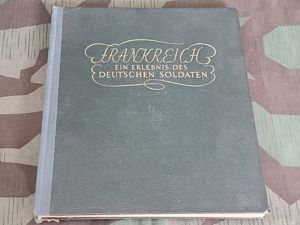 FRANKREICH
EIN ERLEBNIS DES
DEUTSCHEN SOLDATEN